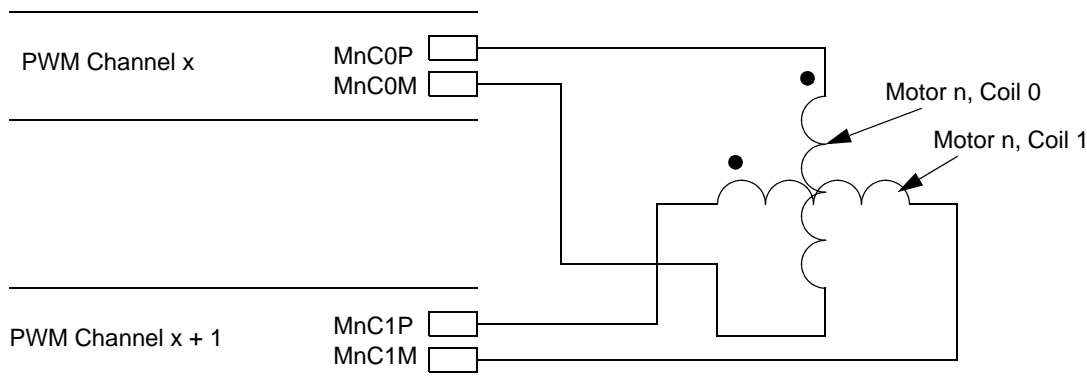 PWM Channel x
MnC0P
MnC0M
Motor n, Coil 0
Motor n, Coil 1
PWM Channel x + 1
MnC1P
MnC1M